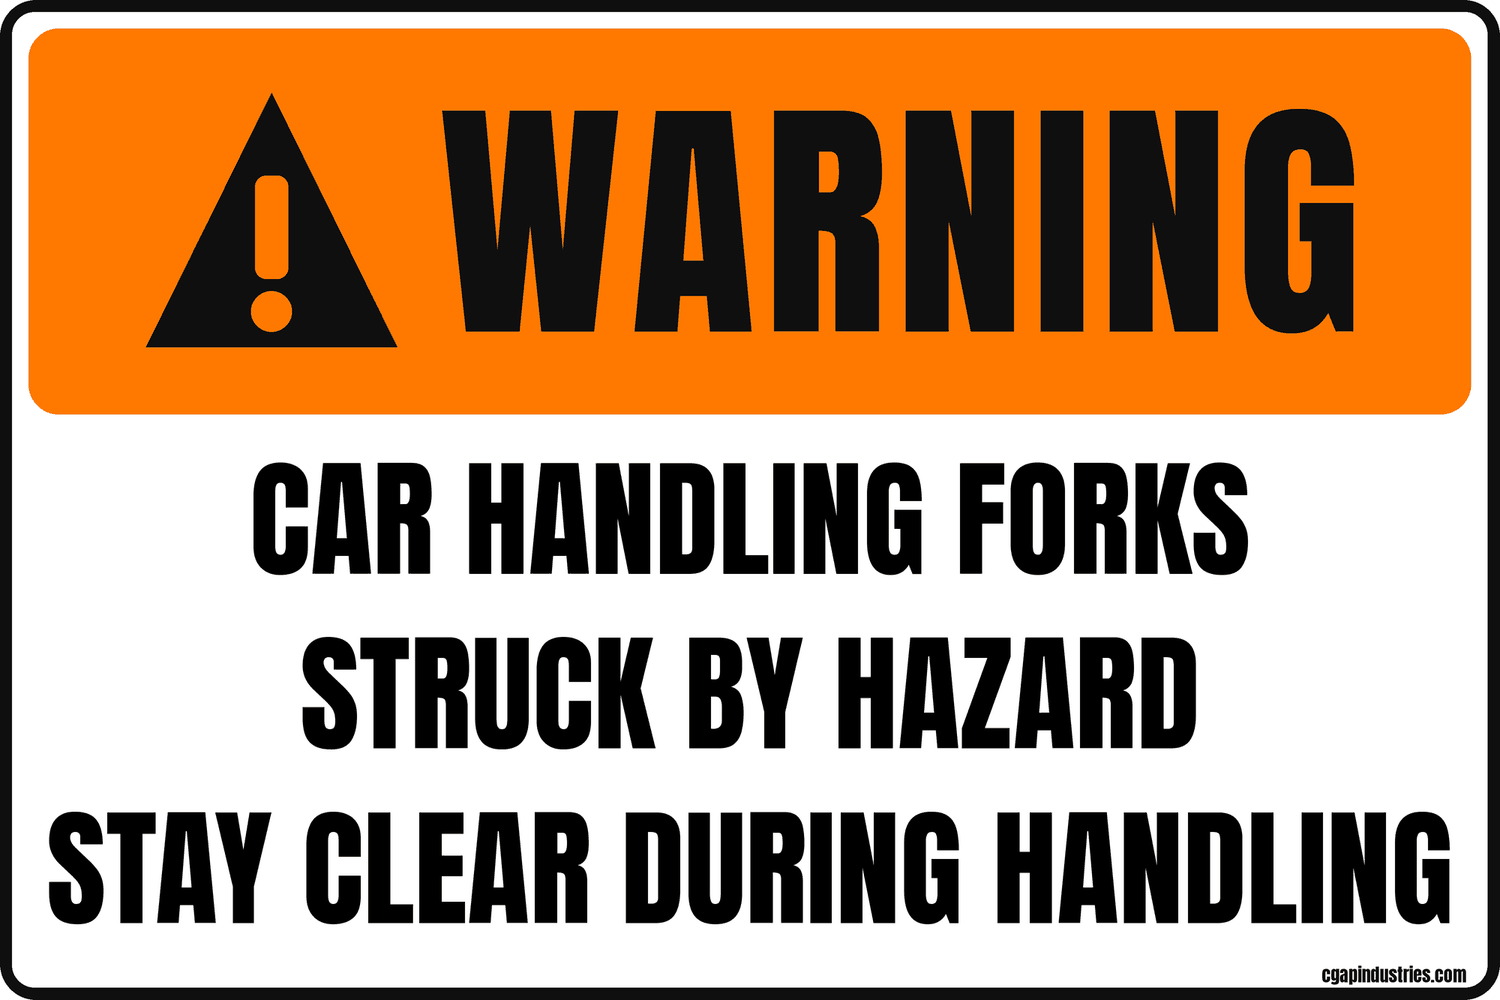 WARNING
CAR HANDLING FORKS
STRUCK BY HAZARD
STAY CLEAR DURING HANDLING
cgapindustries.com